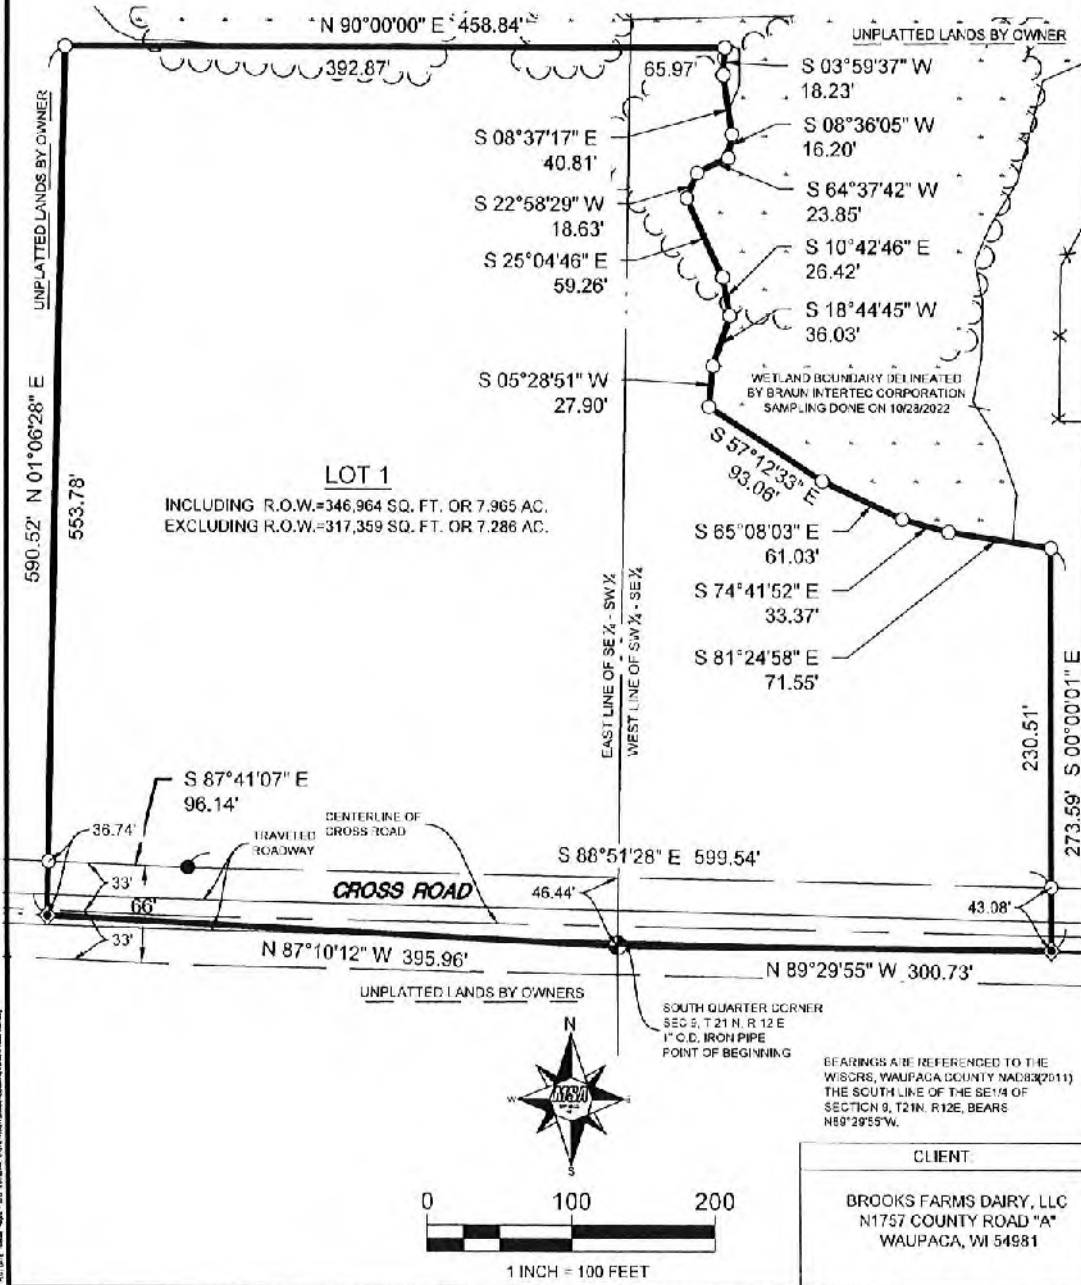 N 90°00'00" E 458.84'
UNPLATTED LANDS BY OWNER
392.87'
65.97'
S 03°59'37" W
18.23'
S 08°37'17" E
40.81'
S 08°36'05" W
16.20'
S 22°58'29" W
18.63'
S 64°37'42" W
23.85'
S 25°04'46" E
59.26'
S 10°42'46" E
26.42'
S 18°44'45" W
36.03'
S 05°28'51" W
27.90'
WETLAND BOUNDARY DELINEATED
BY BRAUN INTERTEC CORPORATION
SAMPLING DONE ON 10/28/2022
UNPLATTED LANDS BY OWNER
590.52' N 01°06'28" E
553.78'
LOT 1
INCLUDING R.O.W.=346,964 SQ. FT. OR 7.965 AC.
EXCLUDING R.O.W.=317,359 SQ. FT. OR 7.286 AC.
S 57°12'33" E
93.06'
S 65°08'03" E
61.03'
S 74°41'52" E
33.37'
S 81°24'58" E
71.55'
EAST LINE OF SE¼ - SW¼
WEST LINE OF SW¼ - SE¼
230.51'
273.59' S 00°00'01" E
S 87°41'07" E
96.14'
36.74'
TRAVELED
ROADWAY
CENTERLINE OF
CROSS ROAD
S 88°51'28" E 599.54'
33'
66'
33'
CROSS ROAD
46.44'
43.08'
N 87°10'12" W 395.96'
N 89°29'55" W 300.73'
UNPLATTED LANDS BY OWNERS
SOUTH QUARTER CORNER
SEC 9, T 21 N, R 12 E
1" O.D. IRON PIPE
POINT OF BEGINNING
N
W
MSA
E
S
BEARINGS ARE REFERENCED TO THE
WISCRS, WAUPACA COUNTY NAD83(2011)
THE SOUTH LINE OF THE SE1/4 OF
SECTION 9, T21N, R12E, BEARS
N89°29'55"W.
0 100 200
1 INCH = 100 FEET
CLIENT:
BROOKS FARMS DAIRY, LLC
N1757 COUNTY ROAD "A"
WAUPACA, WI 54981